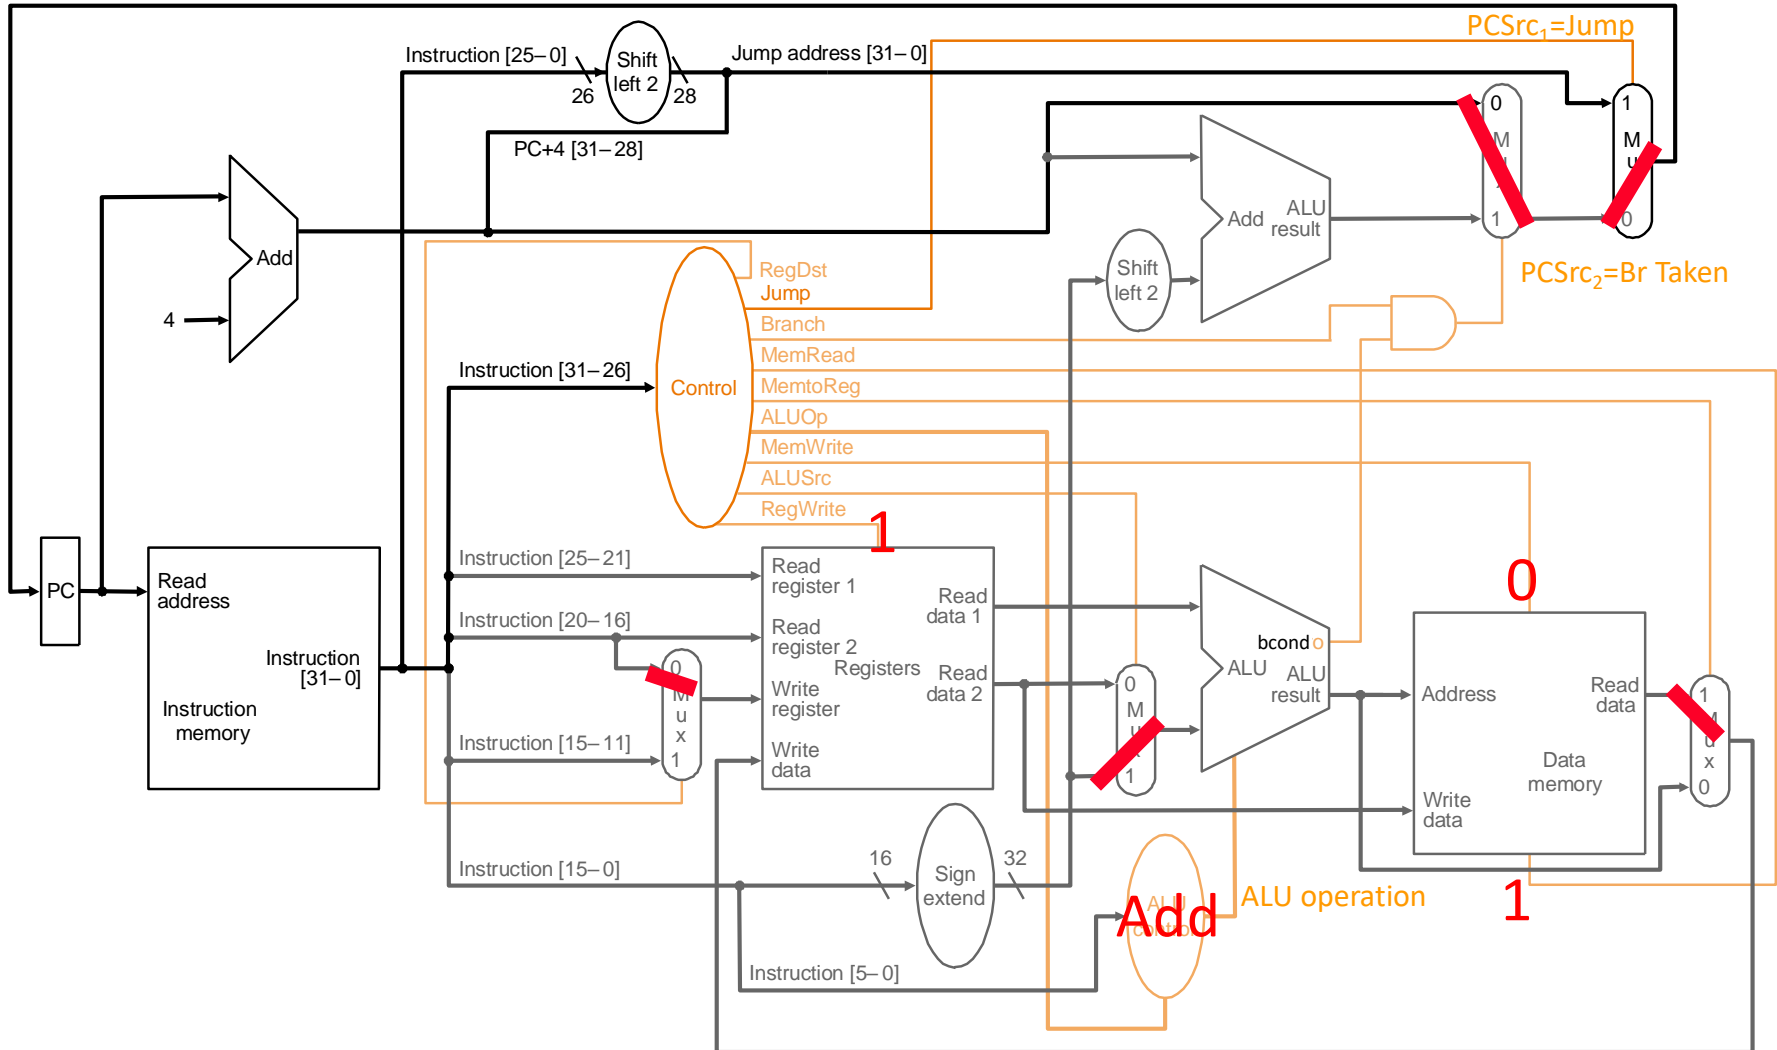 PCSrc1=Jump
Instruction [25–0]
Shift
left 2
Jump address [31–0]
26
28
PC+4 [31–28]
0
M
1
1
M
u
0
Add
4
Add
ALU
result
Shift
left 2
PCSrc2=Br Taken
RegDst
Jump
Branch
MemRead
MemtoReg
ALUOp
MemWrite
ALUSrc
RegWrite
Control
Instruction [31–26]
1
0
PC
Read
address
Instruction
[31–0]
Instruction
memory
Instruction [25–21]
Instruction [20–16]
Instruction [15–11]
Instruction [15–0]
Instruction [5–0]
0
M
u
x
1
Read
register 1
Read
register 2
Registers
Write
register
Write
data
Read
data 1
Read
data 2
0
M
u
1
bcond
ALU
ALU
result
Address
Read
data
Data
memory
Write
data
1
M
u
x
0
16
Sign
extend
32
ALU
control
Add
ALU operation
1